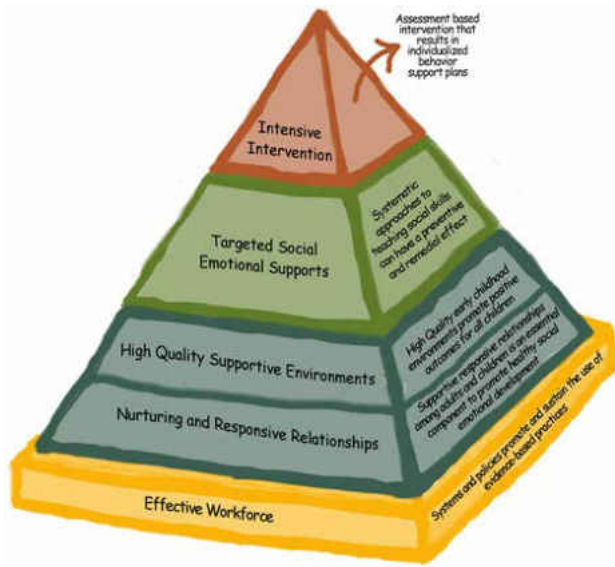 Assessment based
intervention that
results in
individualized
behavior
support plans
Intensive
Intervention
Targeted Social
Emotional Supports
Systematic
approaches to
teaching social skills
can have a preventive
and remedial effect
High Quality Supportive Environments
High Quality early childhood
environments promote positive
outcomes for all children
Nurturing and Responsive Relationships
Supportive responsive relationships
among adults and children is an essential
component to promote healthy social
emotional development
Effective Workforce
Systems and policies promote and sustain the use of
evidence-based practices